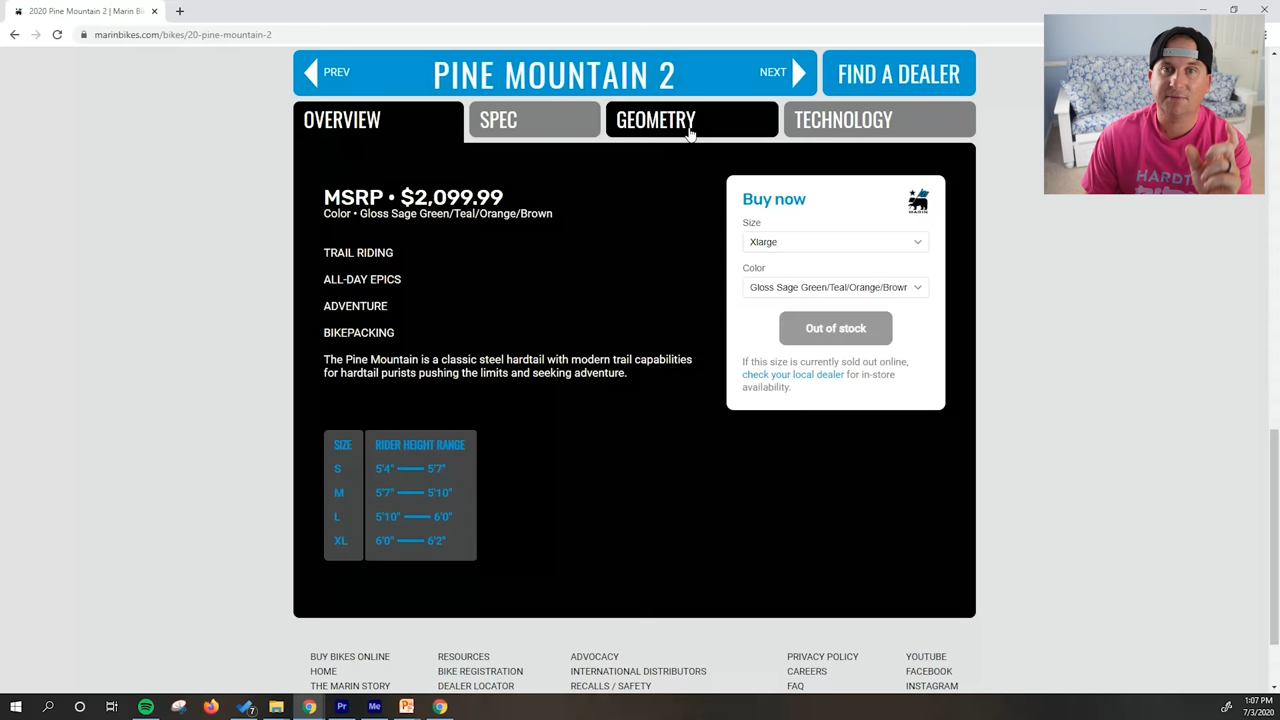 2020 Pine Mountain 2 | Marin Bi
marinbikes.com/bikes/20-pine-mountain-2
PREV
PINE MOUNTAIN 2
NEXT
FIND A DEALER
OVERVIEW
SPEC
GEOMETRY
TECHNOLOGY
MSRP • $2,099.99
Color • Gloss Sage Green/Teal/Orange/Brown
TRAIL RIDING
ALL-DAY EPICS
ADVENTURE
BIKEPACKING
The Pine Mountain is a classic steel hardtail with modern trail capabilities
for hardtail purists pushing the limits and seeking adventure.
SIZE RIDER HEIGHT RANGE
S 5'4" 5'7"
M 5'7" 5'10"
L 5'10" 6'0"
XL 6'0" 6'2"
Buy now
MARIN
Size
Xlarge
Color
Gloss Sage Green/Teal/Orange/Brown
Out of stock
If this size is currently sold out online,
check your local dealer for in-store
availability.
HARDT
BUY BIKES ONLINE
HOME
THE MARIN STORY
RESOURCES
BIKE REGISTRATION
DEALER LOCATOR
ADVOCACY
INTERNATIONAL DISTRIBUTORS
RECALLS / SAFETY
PRIVACY POLICY
CAREERS
FAQ
YOUTUBE
FACEBOOK
INSTAGRAM
7
Pr
Me
1:07 PM
7/3/2020